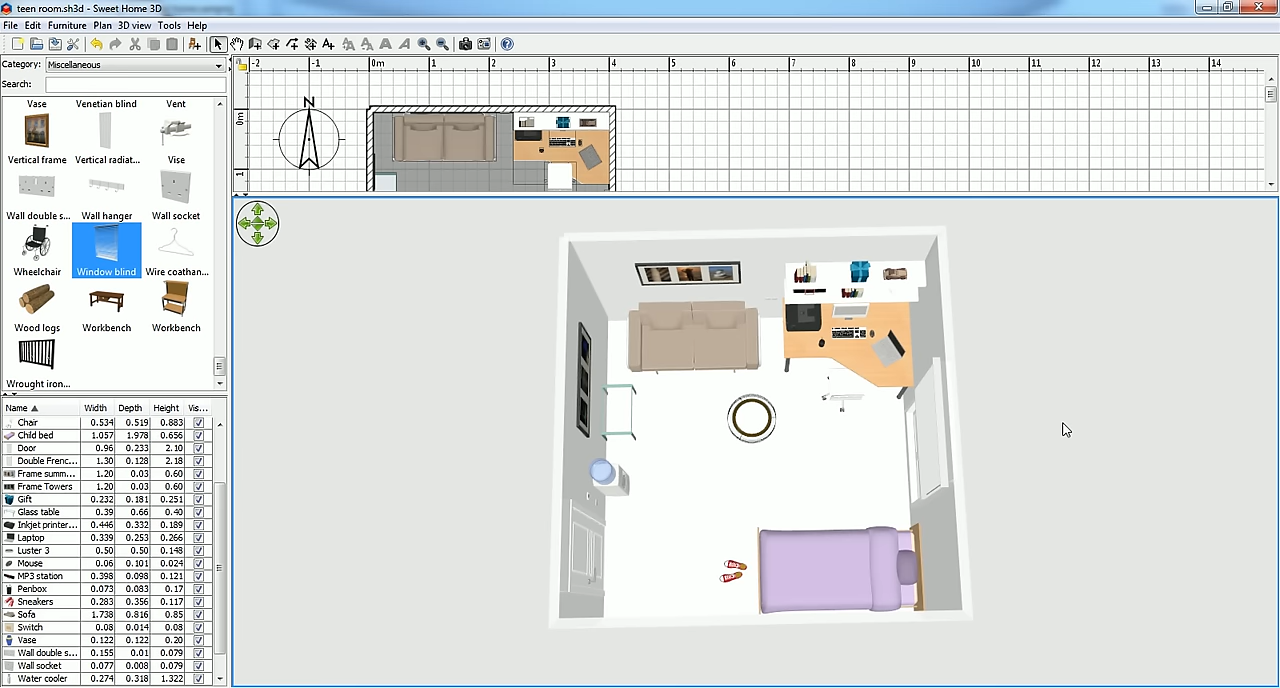 teen room.sh3d - Sweet Home 3D
File Edit Furniture Plan 3D view Tools Help
Category: Miscellaneous
Search:
-2 -1 0m 1 2 3 4 5 6 7 8 9 10 11 12 13 14
0m
1
N
Vase Venetian blind Vent
Vertical frame Vertical radiat... Vise
Wall double s... Wall hanger Wall socket
Wheelchair Window blind Wire coathan...
Wood logs Workbench Workbench
Wrought iron...
Name Width Depth Height Vis...
Chair 0.534 0.519 0.883
Child bed 1.057 1.978 0.656
Door 0.96 0.233 2.10
Double Frenc... 1.30 0.128 2.18
Frame summ... 1.20 0.03 0.60
Frame Towers 1.20 0.03 0.60
Gift 0.232 0.181 0.251
Glass table 0.39 0.66 0.40
Inkjet printer... 0.446 0.332 0.189
Laptop 0.339 0.253 0.266
Luster 3 0.50 0.50 0.148
Mouse 0.06 0.101 0.024
MP3 station 0.398 0.098 0.121
Penbox 0.073 0.083 0.17
Sneakers 0.283 0.356 0.117
Sofa 1.738 0.816 0.85
Switch 0.08 0.014 0.08
Vase 0.122 0.122 0.20
Wall double s... 0.155 0.01 0.079
Wall socket 0.077 0.008 0.079
Water cooler 0.274 0.318 1.322